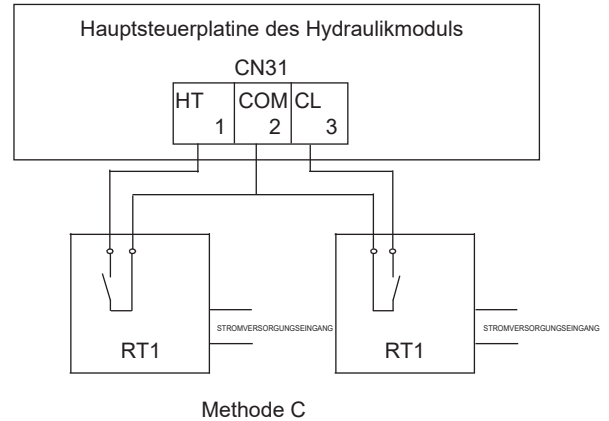 Hauptsteuerplatine des Hydraulikmoduls
CN31
HT COM CL
1 2 3
STROMVERSORGUNGSEINGANG STROMVERSORGUNGSEINGANG
RT1 RT1
Methode C